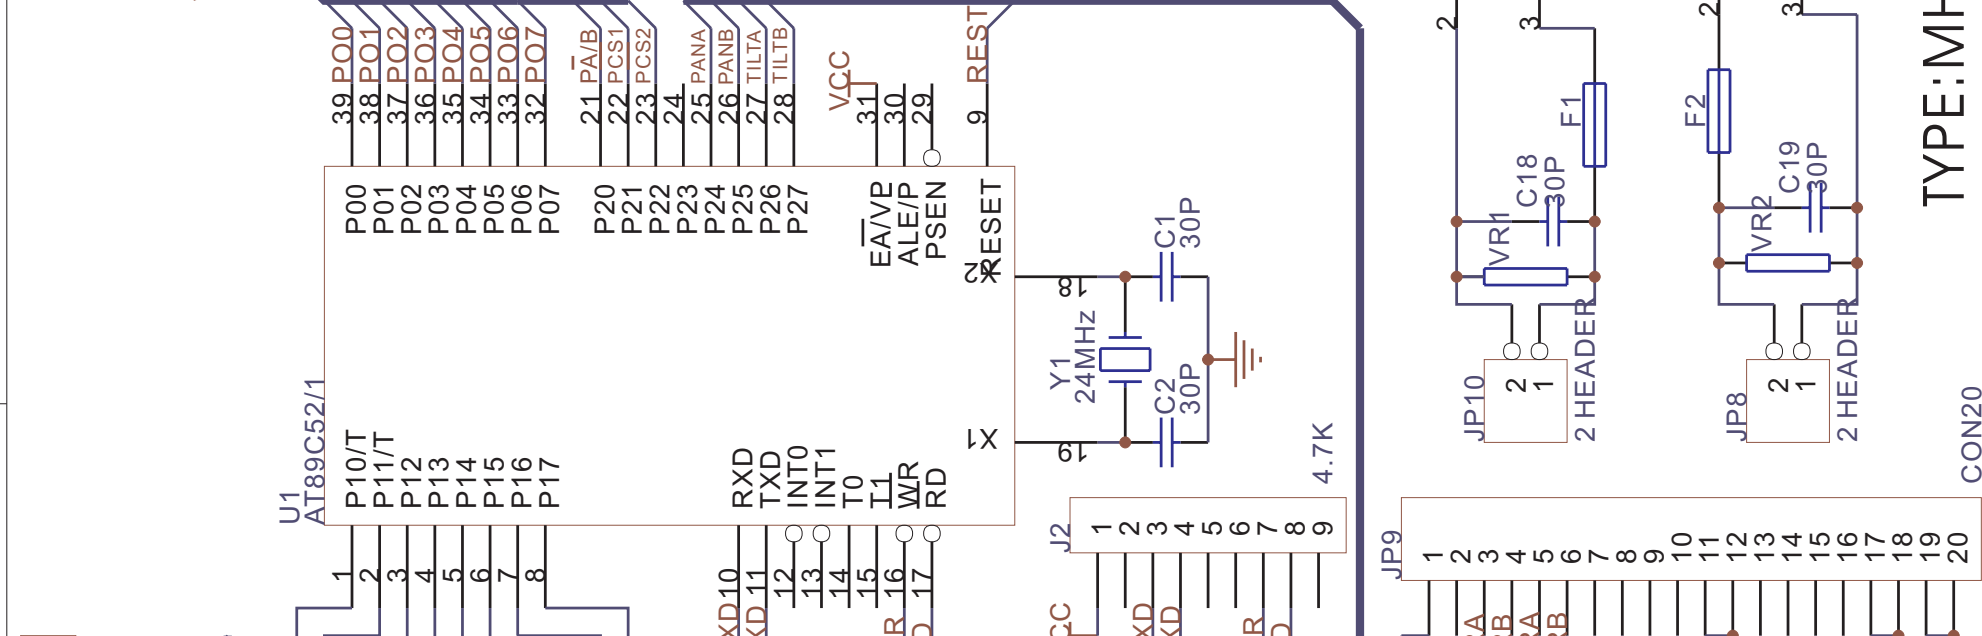 PO0
PO1
PO2
PO3
PO4
PO5
PO6
PO7
PA/B
PCS1
PCS2
PANA
PANB
TILTA
TILTB
VCC
REST
39
38
37
36
35
34
33
32
21
22
23
24
25
26
27
28
31
30
29
9
P00
P01
P02
P03
P04
P05
P06
P07
P20
P21
P22
P23
P24
P25
P26
P27
EA/VP
ALE/P
PSEN
RESET
X2
18
X1
19
U1
AT89C52/1
P10/T
P11/T
P12
P13
P14
P15
P16
P17
RXD
TXD
INT0
INT1
T0
T1
WR
RD
1
2
3
4
5
6
7
8
10
11
12
13
14
15
16
17
C1
30P
Y1
24MHz
C2
30P
J2
4.7K
1
2
3
4
5
6
7
8
9
2
3
F1
C18
30P
VR1
JP10
2
1
2 HEADER
2
3
F2
C19
30P
VR2
JP8
2
1
2 HEADER
TYPE:MH
CON20
JP9
1
2
3
4
5
6
7
8
9
10
11
12
13
14
15
16
17
18
19
20